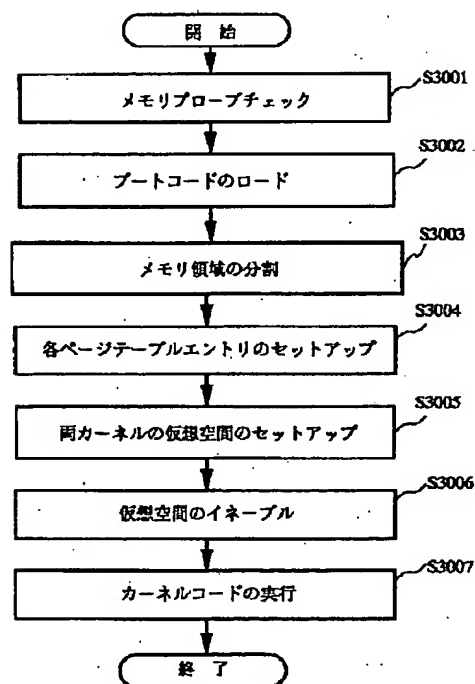 開 始
S3001
メモリプローブチェック
S3002
ブートコードのロード
S3003
メモリ領域の分割
S3004
各ページテーブルエントリのセットアップ
S3005
両カーネルの仮想空間のセットアップ
S3006
仮想空間のイネーブル
S3007
カーネルコードの実行
終 了